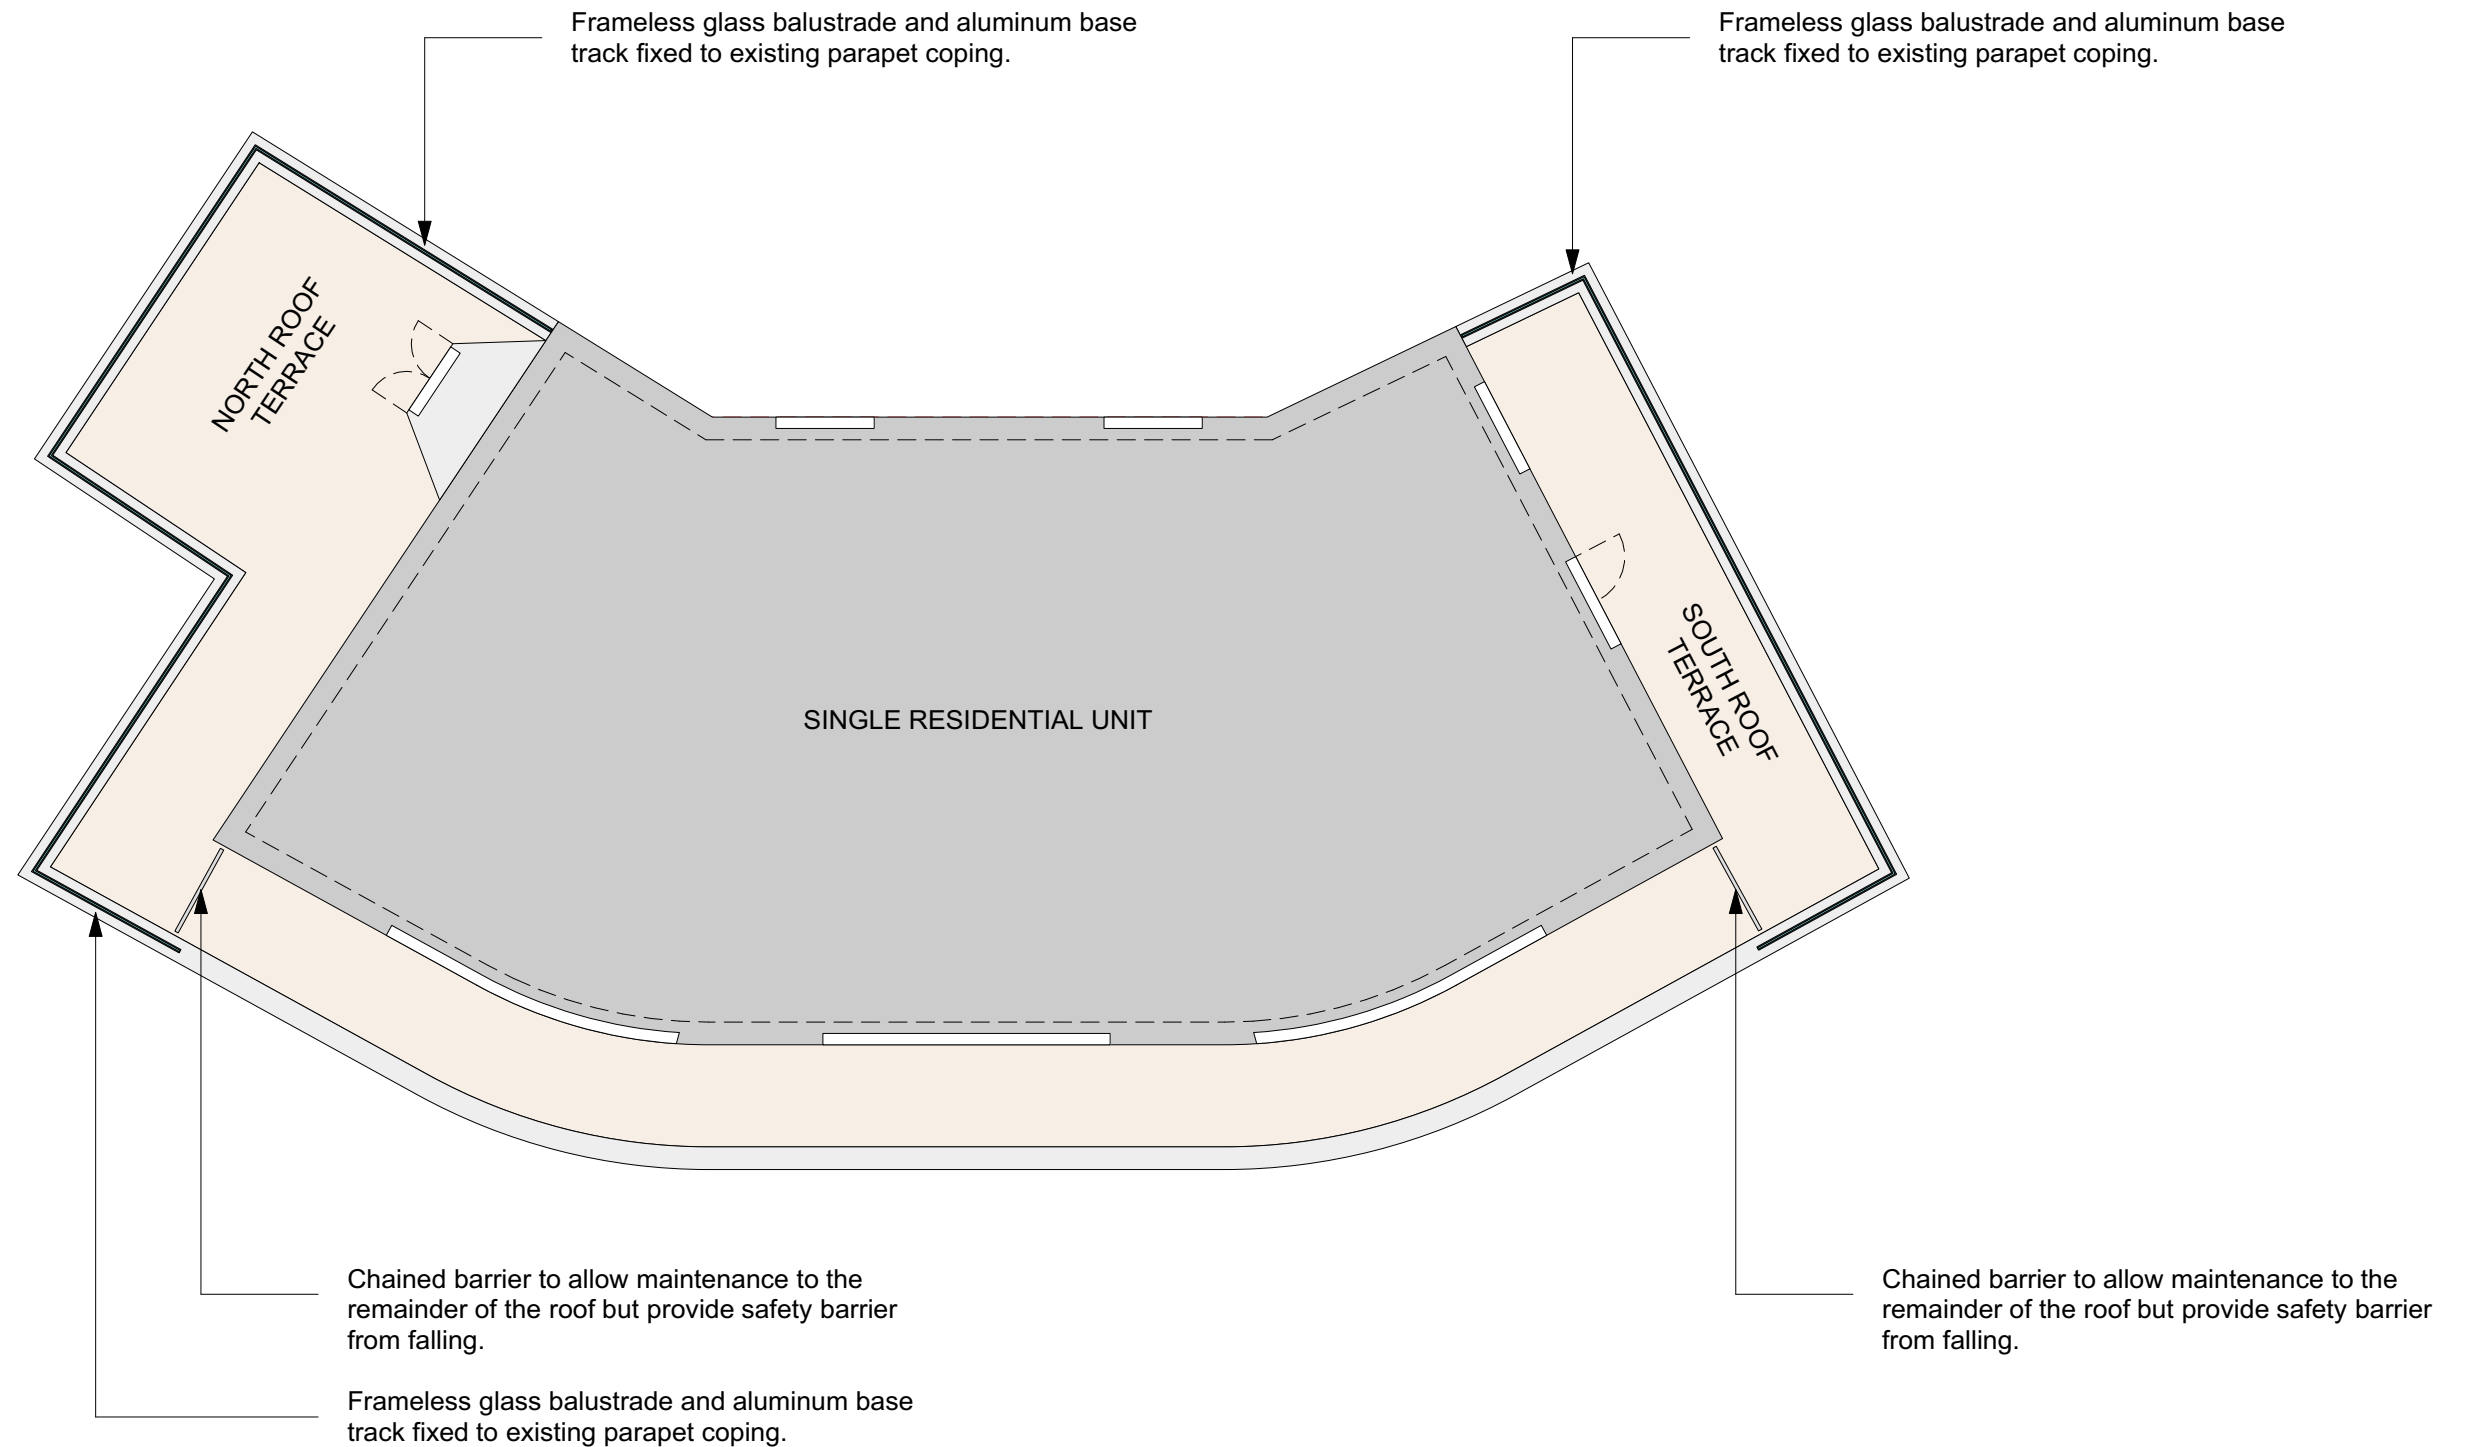 Frameless glass balustrade and aluminum base
track fixed to existing parapet coping.
Frameless glass balustrade and aluminum base
track fixed to existing parapet coping.
NORTH ROOF
TERRACE
SINGLE RESIDENTIAL UNIT
SOUTH ROOF
TERRACE
Chained barrier to allow maintenance to the
remainder of the roof but provide safety barrier
from falling.
Frameless glass balustrade and aluminum base
track fixed to existing parapet coping.
Chained barrier to allow maintenance to the
remainder of the roof but provide safety barrier
from falling.